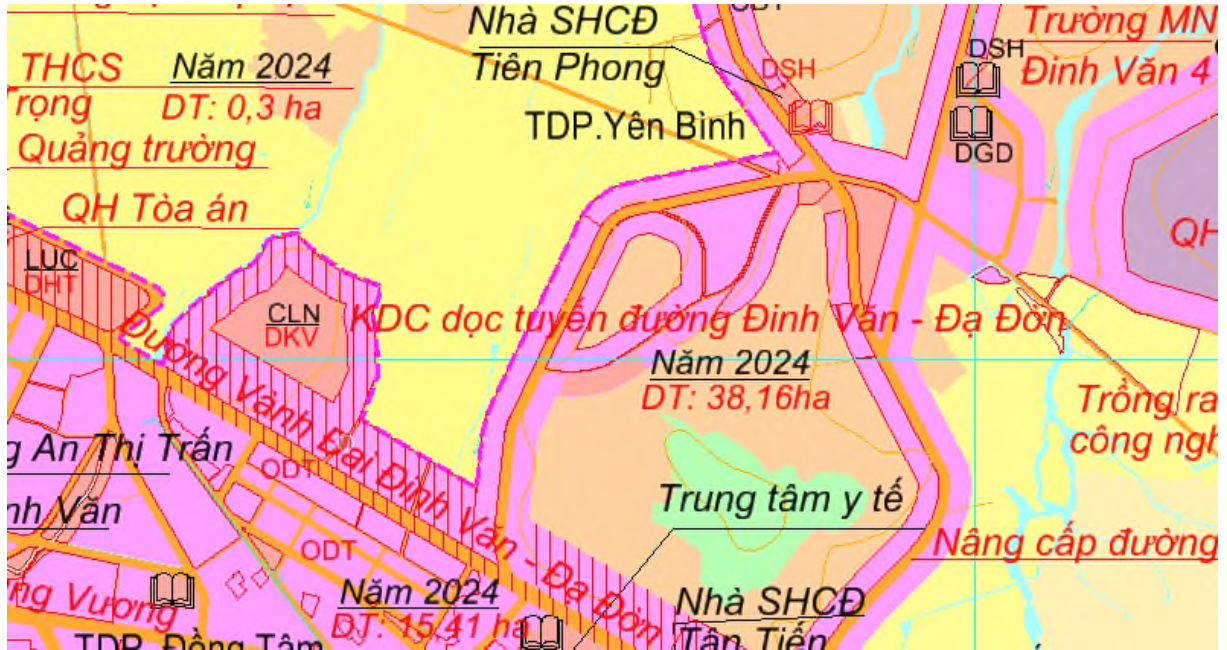 Nhà SHCĐ
Tiên Phong
ODT
Trường MN
Đinh Văn 4
DSH
DSH
DGD
THCS
Trọng
Năm 2024
DT: 0,3 ha
Quảng trường
QH Tòa án
TDP.Yên Bình
QH
LUC
DHT
CLN
DKV
KDC dọc tuyến đường Đinh Văn - Đạ Đờn
Năm 2024
DT: 38,16ha
Đường Vành Đai Đinh Văn - Đạ Đờn
Trồng ra
công ngh
g An Thị Trấn
nh Văn
ODT
ODT
Trung tâm y tế
Nâng cấp đường
ng Vương
Năm 2024
DT: 15,41 ha
Nhà SHCĐ
Tân Tiến
TDP. Đồng Tâm